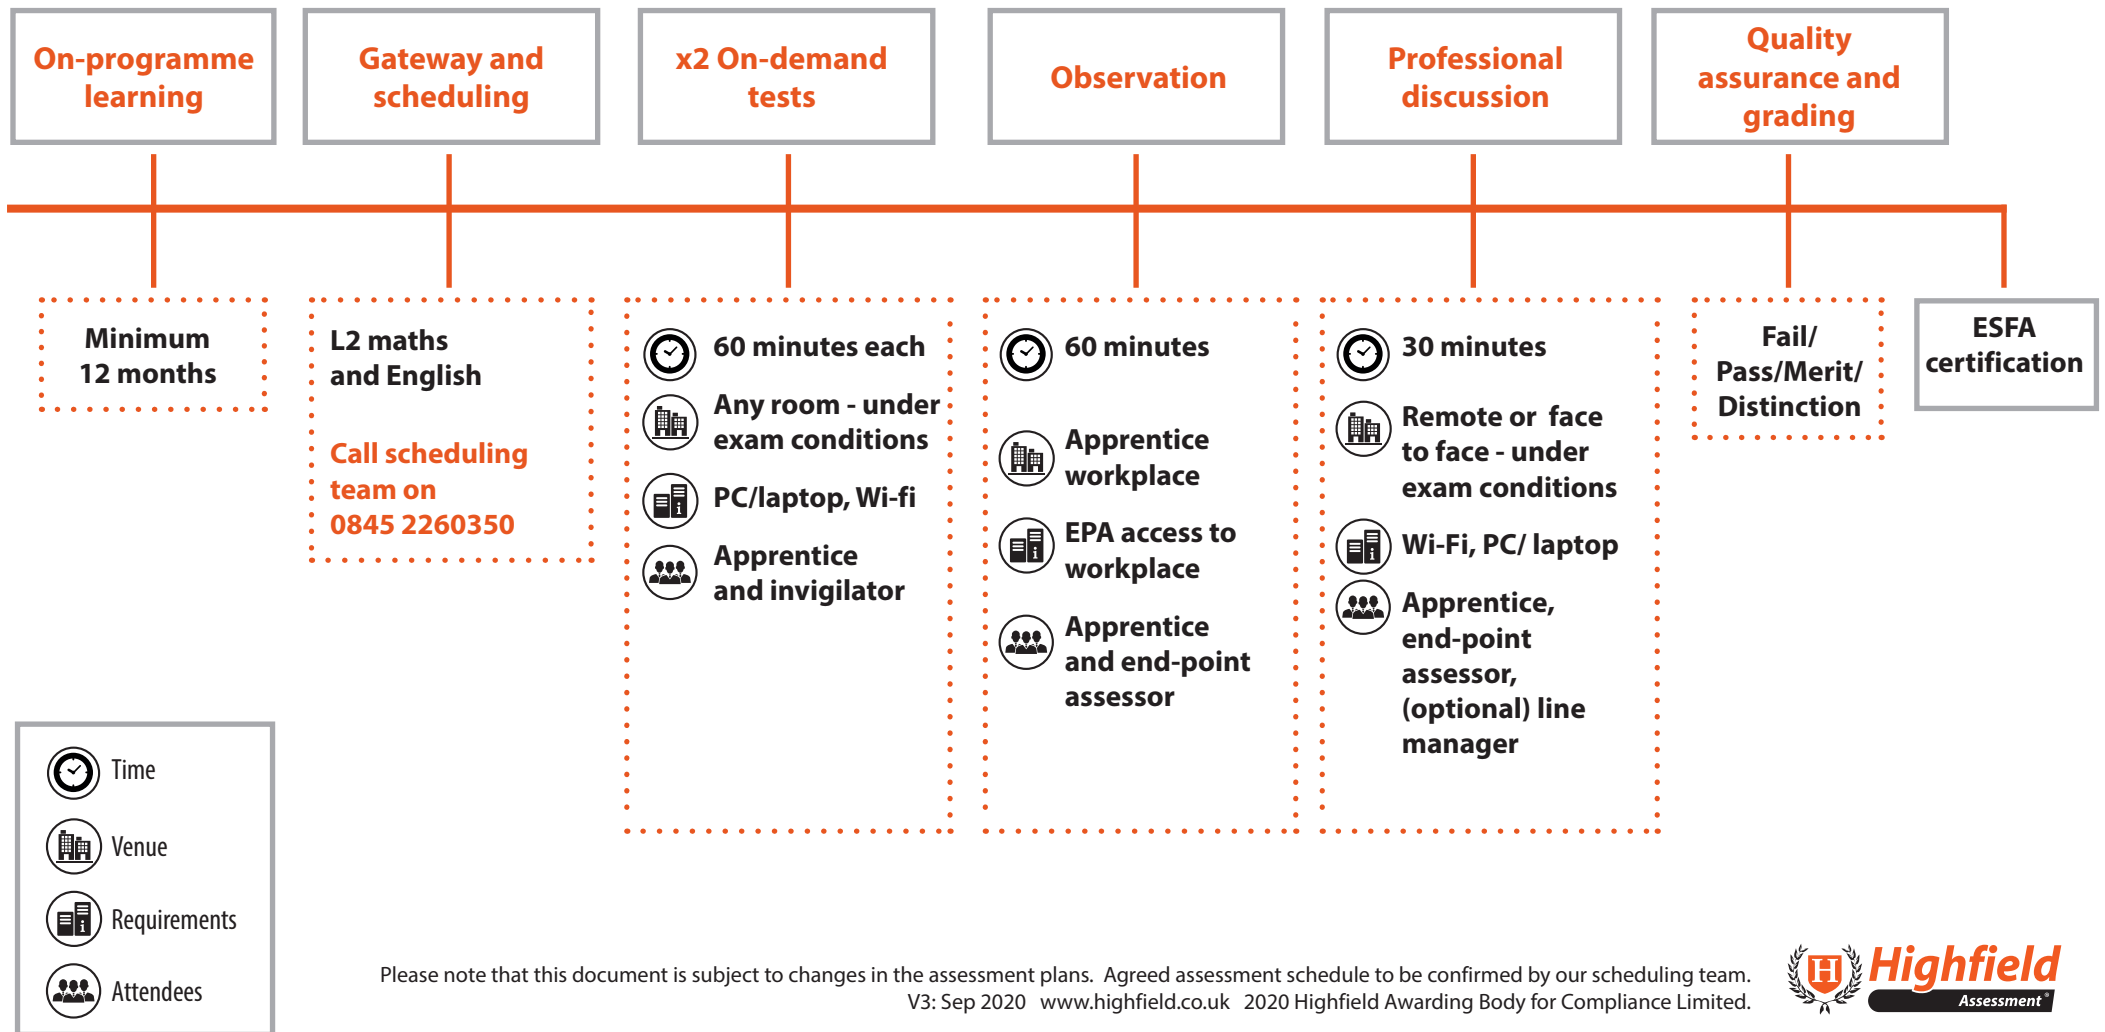 On-programme
learning
Gateway and
scheduling
x2 On-demand
tests
Observation
Professional
discussion
Quality
assurance and
grading
Minimum
12 months
L2 maths
and English
Call scheduling
team on
0845 2260350
60 minutes each
Any room - under
exam conditions
PC/laptop, Wi-fi
Apprentice
and invigilator
60 minutes
Apprentice
workplace
EPA access to
workplace
Apprentice
and end-point
assessor
30 minutes
Remote or face
to face - under
exam conditions
Wi-Fi, PC/ laptop
Apprentice,
end-point
assessor,
(optional) line
manager
Fail/
Pass/Merit/
Distinction
ESFA
certification
Time
Venue
Requirements
Attendees
Please note that this document is subject to changes in the assessment plans. Agreed assessment schedule to be confirmed by our scheduling team.
V3: Sep 2020 www.highfield.co.uk 2020 Highfield Awarding Body for Compliance Limited.
H
Highfield
Assessment®